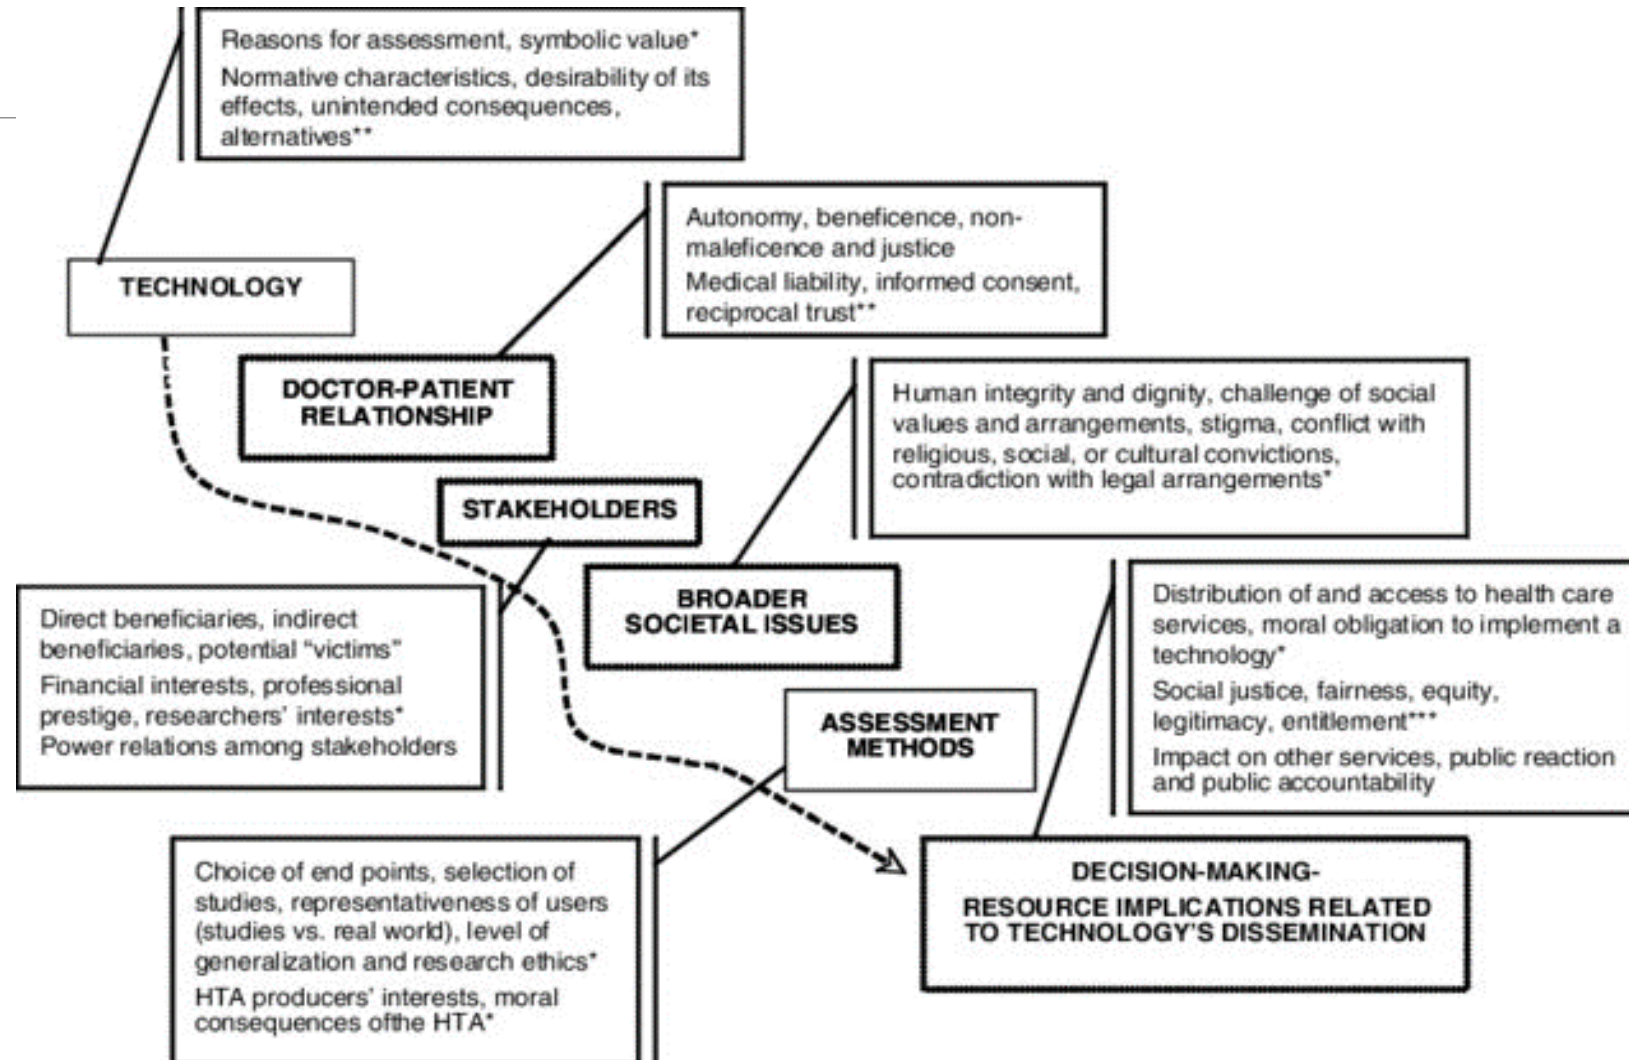 Reasons for assessment, symbolic value*
Normative characteristics, desirability of its
effects, unintended consequences,
alternatives**
TECHNOLOGY
Autonomy, beneficence, non-
maleficence and justice
Medical liability, informed consent,
reciprocal trust**
DOCTOR-PATIENT
RELATIONSHIP
Human integrity and dignity, challenge of social
values and arrangements, stigma, conflict with
religious, social, or cultural convictions,
contradiction with legal arrangements*
STAKEHOLDERS
Direct beneficiaries, indirect
beneficiaries, potential “victims”
Financial interests, professional
prestige, researchers’ interests*
Power relations among stakeholders
BROADER
SOCIETAL ISSUES
Distribution of and access to health care
services, moral obligation to implement a
technology*
Social justice, fairness, equity,
legitimacy, entitlement***
Impact on other services, public reaction
and public accountability
ASSESSMENT
METHODS
Choice of end points, selection of
studies, representativeness of users
(studies vs. real world), level of
generalization and research ethics*
HTA producers’ interests, moral
consequences ofthe HTA*
DECISION-MAKING-
RESOURCE IMPLICATIONS RELATED
TO TECHNOLOGY’S DISSEMINATION